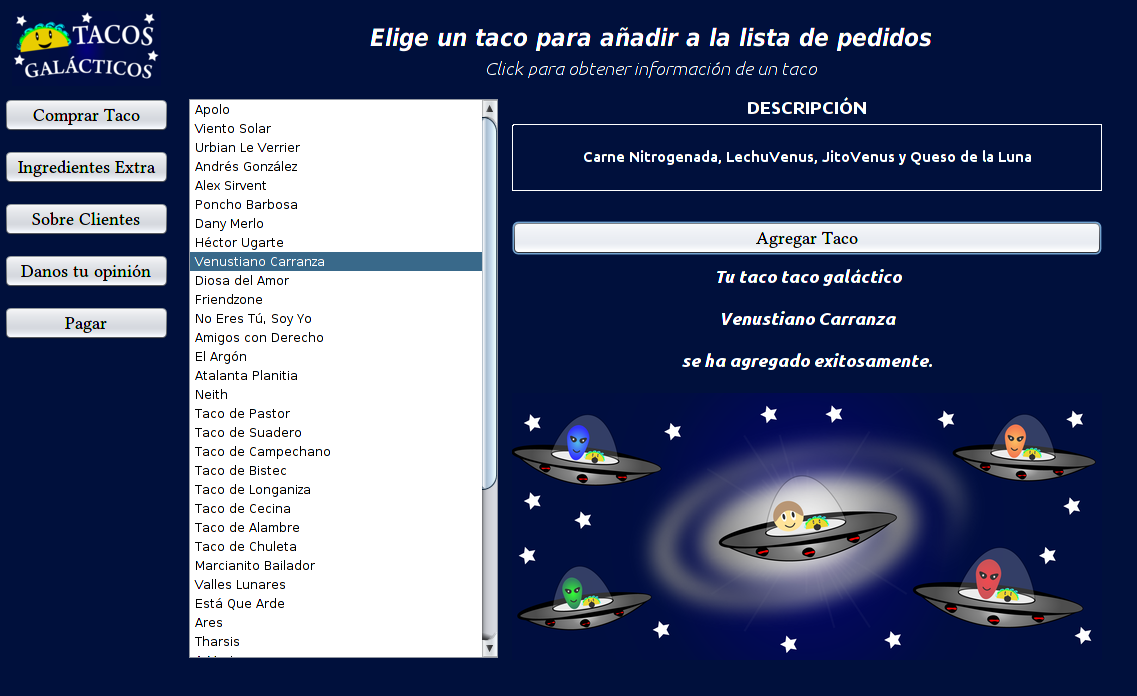 TACOS
GALÁCTICOS
Elige un taco para añadir a la lista de pedidos
Click para obtener información de un taco
Comprar Taco
Ingredientes Extra
Sobre Clientes
Danos tu opinión
Pagar
Apolo
Viento Solar
Urbian Le Verrier
Andrés González
Alex Sirvent
Poncho Barbosa
Dany Merlo
Héctor Ugarte
Venustiano Carranza
Diosa del Amor
Friendzone
No Eres Tú, Soy Yo
Amigos con Derecho
El Argón
Atalanta Planitia
Neith
Taco de Pastor
Taco de Suadero
Taco de Campechano
Taco de Bistec
Taco de Longaniza
Taco de Cecina
Taco de Alambre
Taco de Chuleta
Marcianito Bailador
Valles Lunares
Está Que Arde
Ares
Tharsis
DESCRIPCIÓN
Carne Nitrogenada, LechuVenus, JitoVenus y Queso de la Luna
Agregar Taco
Tu taco taco galáctico
Venustiano Carranza
se ha agregado exitosamente.